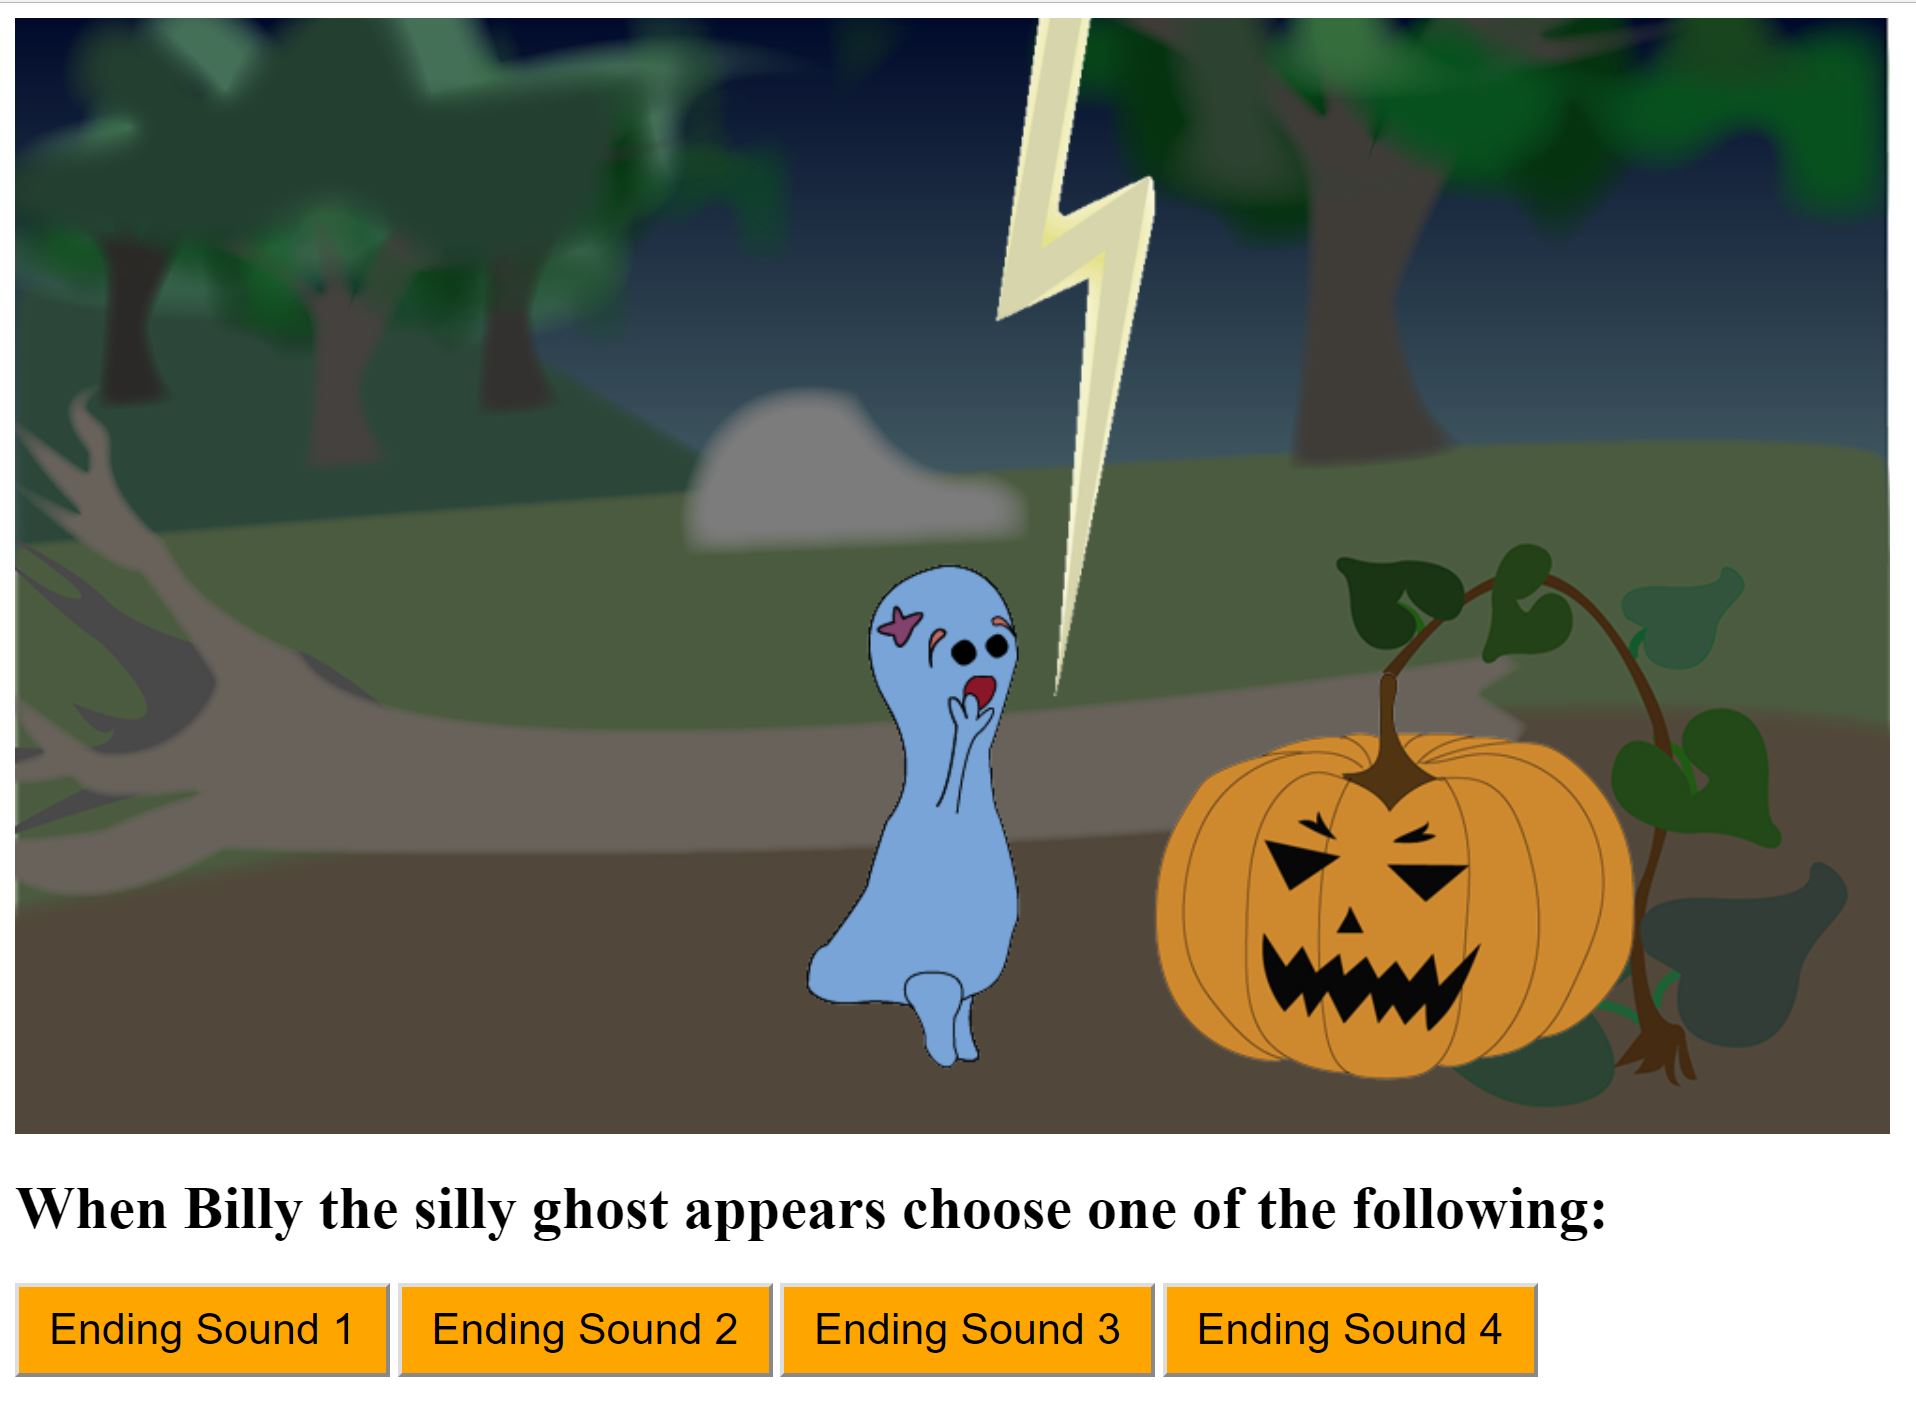 When Billy the silly ghost appears choose one of the following:
Ending Sound 1 Ending Sound 2 Ending Sound 3 Ending Sound 4